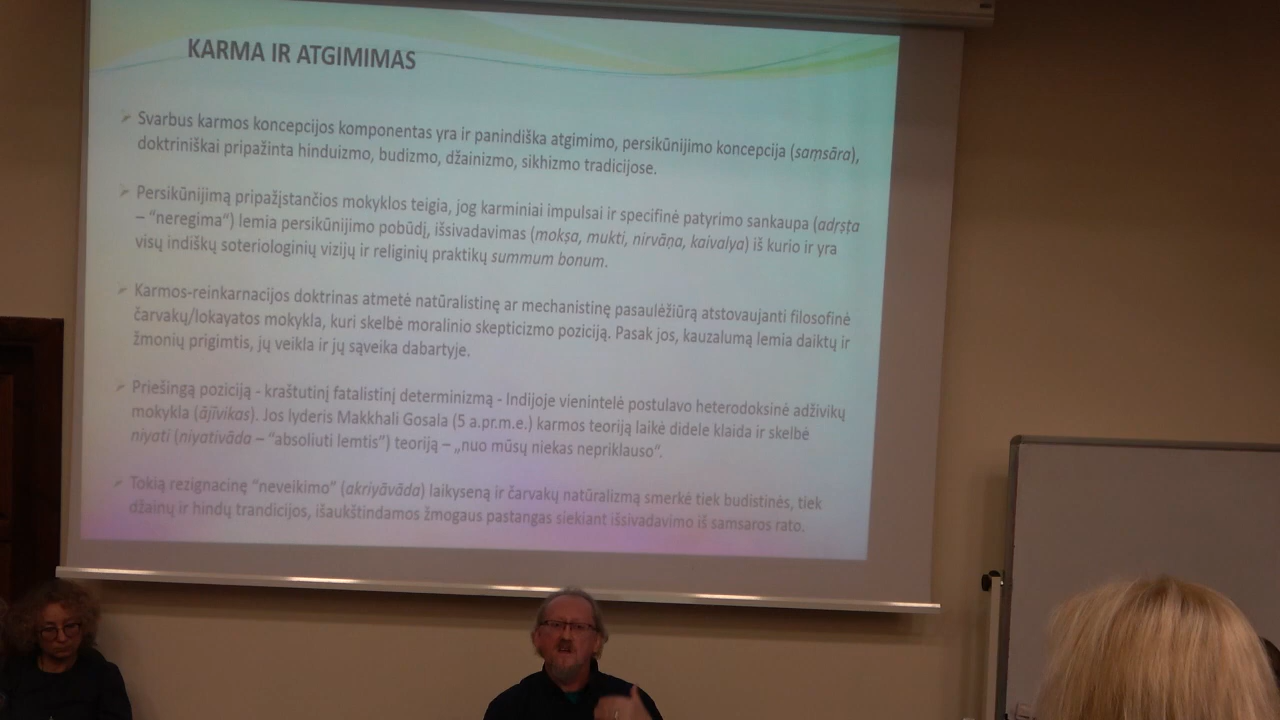 KARMA IR ATGIMIMAS
Svarbus karmos koncepcijos komponentas yra ir panindiška atgimimo, persikūnijimo koncepcija (saṃsāra),
doktriniškai pripažinta hinduizmo, budizmo, džainizmo, sikhizmo tradicijose.
Persikūnijimą pripažįstančios mokyklos teigia, jog karminiai impulsai ir specifinė patyrimo sankaupa (adṛṣṭa
– “neregima“) lemia persikūnijimo pobūdį, išsivadavimas (mokṣa, mukti, nirvāṇa, kaivalya) iš kurio ir yra
visų indiškų soteriologinių vizijų ir religinių praktikų summum bonum.
Karmos-reinkarnacijos doktrinas atmetė natūralistinę ar mechanistinę pasaulėžiūrą atstovaujanti filosofinė
čarvakų/lokayatos mokykla, kuri skelbė moralinio skepticizmo poziciją. Pasak jos, kauzalumą lemia daiktų ir
žmonių prigimtis, jų veikla ir jų sąveika dabartyje.
Priešingą poziciją - kraštutinį fatalistinį determinizmą - Indijoje vienintelė postulavo heterodoksinė adživikų
mokykla (ājīvikas). Jos lyderis Makkhali Gosala (5 a.pr.m.e.) karmos teoriją laikė didele klaida ir skelbė
niyati (niyativāda – “absoliuti lemtis”) teoriją – „nuo mūsų niekas nepriklauso“.
Tokią rezignacinę “neveikimo” (akriyāvāda) laikyseną ir čarvakų natūralizmą smerkė tiek budistinės, tiek
džainų ir hindų trandicijos, išaukštindamos žmogaus pastangas siekiant išsivadavimo iš samsaros rato.